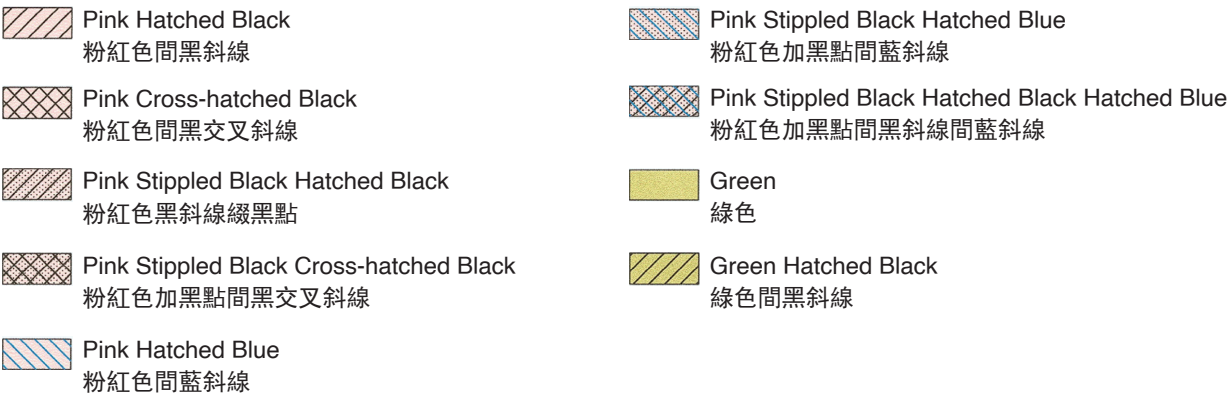 Pink Hatched Black
粉紅色間黑斜線
Pink Cross-hatched Black
粉紅色間黑交叉斜線
Pink Stippled Black Hatched Black
粉紅色黑斜線綴黑點
Pink Stippled Black Cross-hatched Black
粉紅色加黑點間黑交叉斜線
Pink Hatched Blue
粉紅色間藍斜線
Pink Stippled Black Hatched Blue
粉紅色加黑點間藍斜線
Pink Stippled Black Hatched Black Hatched Blue
粉紅色加黑點間黑斜線間藍斜線
Green
綠色
Green Hatched Black
綠色間黑斜線